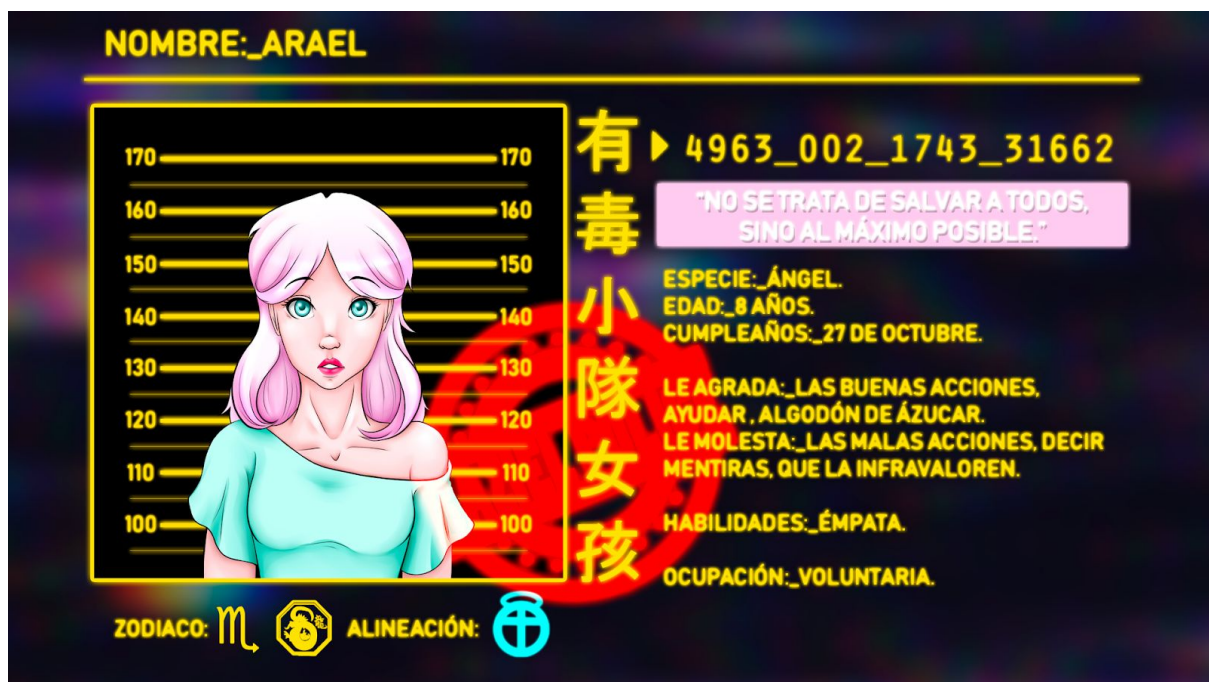 NOMBRE:_ARAEL
170 170
160 160
150 150
140 140
130 130
120 120
110 110
100 100
有毒小隊女孩
4963_002_1743_31662
"NO SE TRATA DE SALVAR A TODOS,
SINO AL MÁXIMO POSIBLE."
ESPECIE:_ÁNGEL.
EDAD:_8 AÑOS.
CUMPLEAÑOS:_27 DE OCTUBRE.
LE AGRADA:_LAS BUENAS ACCIONES,
AYUDAR , ALGODÓN DE ÁZUCAR.
LE MOLESTA:_LAS MALAS ACCIONES, DECIR
MENTIRAS, QUE LA INFRAVALOREN.
HABILIDADES:_ÉMPATA.
OCUPACIÓN:_VOLUNTARIA.
ZODIACO: ♏ ALINEACIÓN: